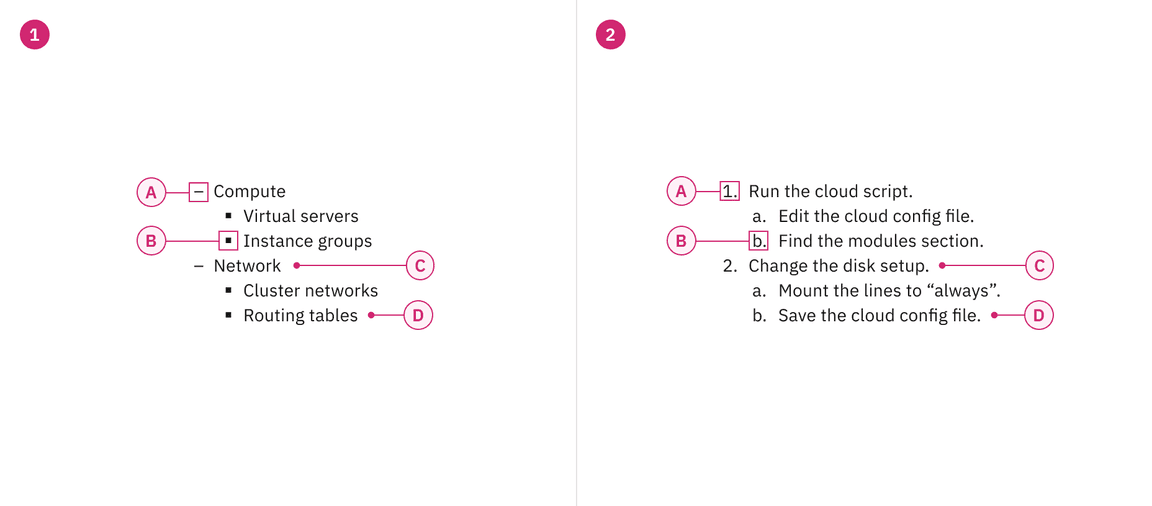 1
A – Compute
▪ Virtual servers
B ▪ Instance groups
– Network C
▪ Cluster networks
▪ Routing tables D
2
A 1. Run the cloud script.
a. Edit the cloud config file.
B b. Find the modules section.
2. Change the disk setup. C
a. Mount the lines to “always”.
b. Save the cloud config file. D